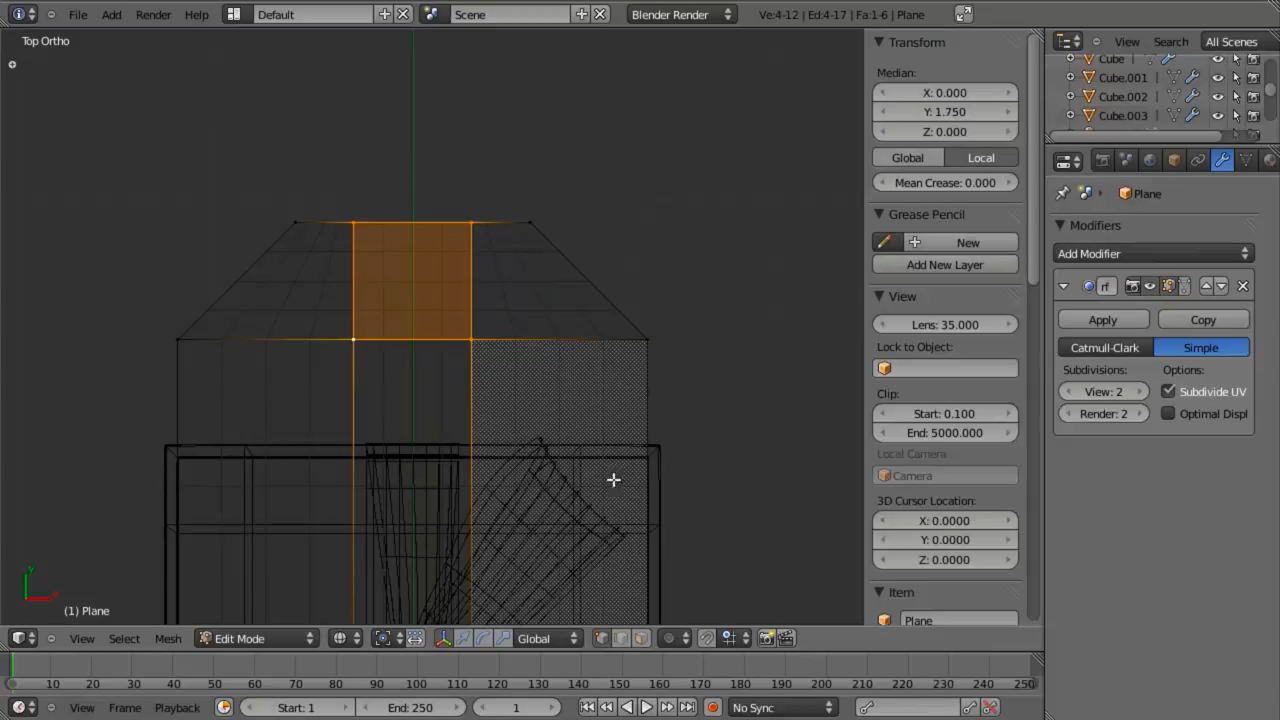 File Add Render Window Help Default Scene Blender Render Ve:4-12 | Ed:4-17 | Fa:1-6 | Plane
Top Ortho
(1) Plane
Transform
Median:
X: 0.000
Y: 1.750
Z: 0.000
Global Local
Mean Crease: 0.000
Grease Pencil
New
Add New Layer
View
Lens: 35.000
Lock to Object:
Clip:
Start: 0.100
End: 5000.000
Local Camera
Camera
3D Cursor Location:
X: 0.0000
Y: 0.0000
Z: 0.0000
Item
Plane
View Search All Scenes
Cube
Cube.001
Cube.002
Cube.003
Plane
Modifiers
Add Modifier
rf
Apply Copy
Catmull-Clark Simple
Subdivisions: Options:
View: 2 Subdivide UV
Render: 2 Optimal Displ
View Select Mesh Edit Mode Global
10 20 30 40 50 60 70 80 90 100 110 120 130 140 150 160 170 180 190 200 210 220 230 240 250
View Frame Playback Start: 1 End: 250 1 No Sync